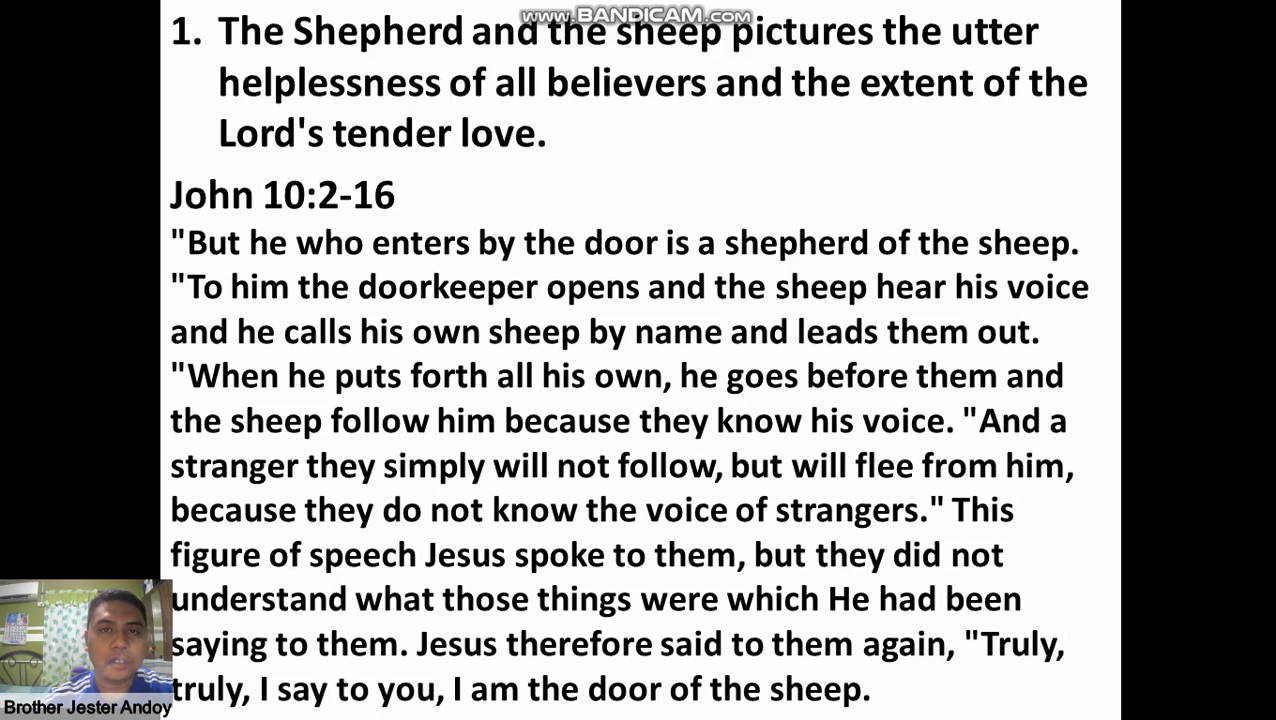 www.BANDICAM.com
1. The Shepherd and the sheep pictures the utter
helplessness of all believers and the extent of the
Lord's tender love.
John 10:2-16
"But he who enters by the door is a shepherd of the sheep.
"To him the doorkeeper opens and the sheep hear his voice
and he calls his own sheep by name and leads them out.
"When he puts forth all his own, he goes before them and
the sheep follow him because they know his voice. "And a
stranger they simply will not follow, but will flee from him,
because they do not know the voice of strangers." This
figure of speech Jesus spoke to them, but they did not
understand what those things were which He had been
saying to them. Jesus therefore said to them again, "Truly,
truly, I say to you, I am the door of the sheep.
Brother Jester Andoy